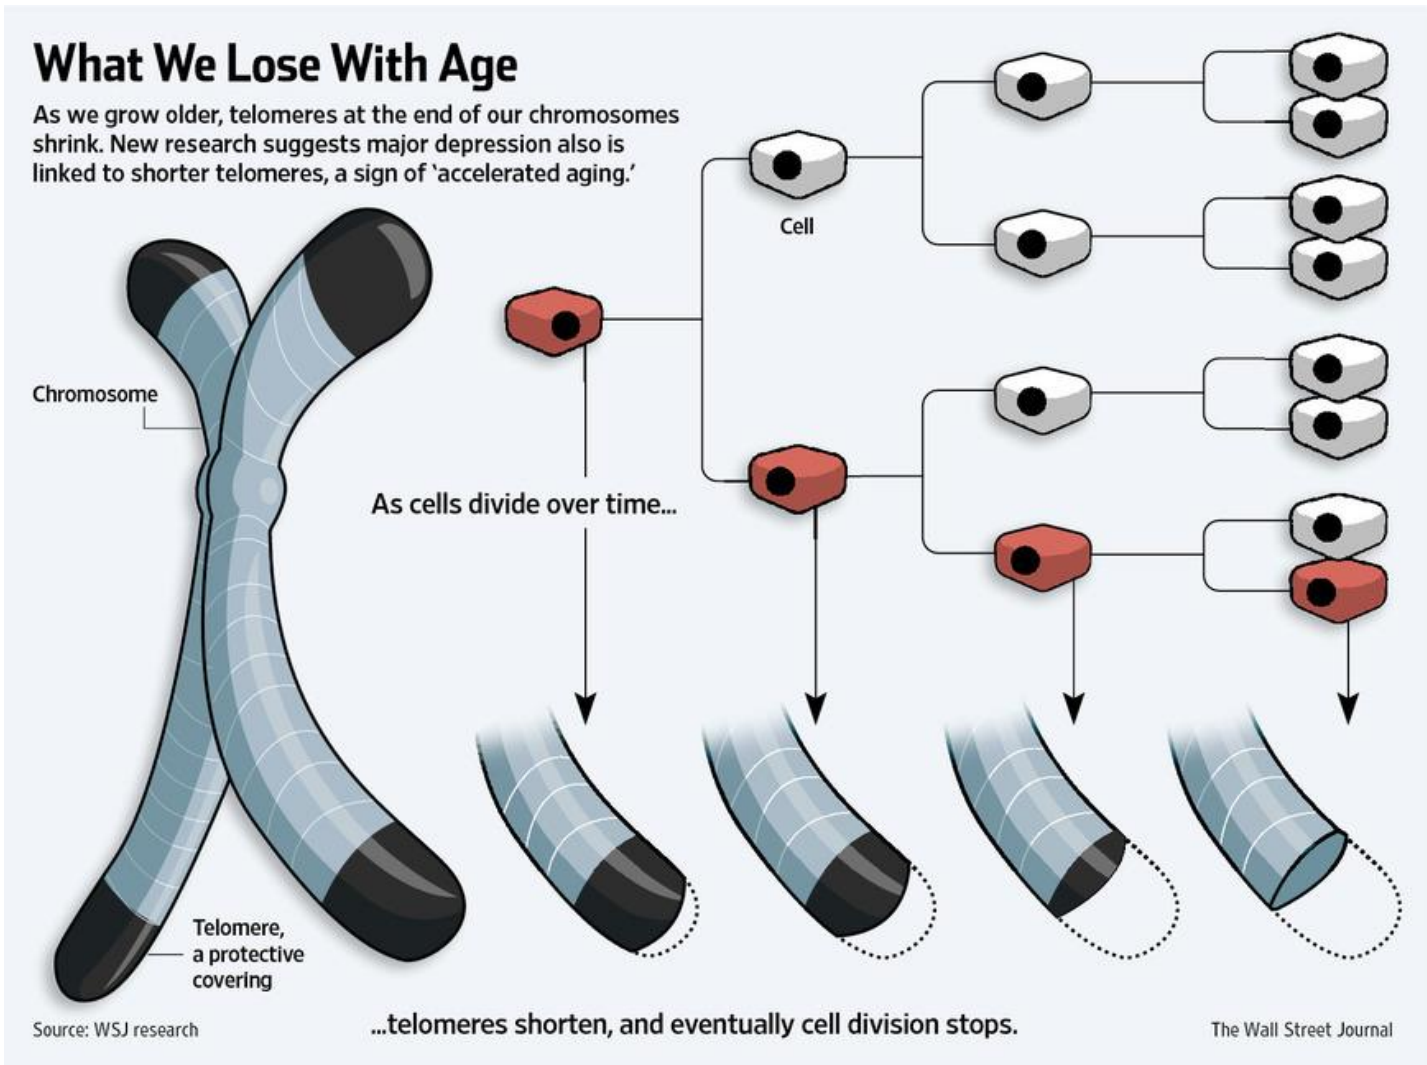 What We Lose With Age
As we grow older, telomeres at the end of our chromosomes
shrink. New research suggests major depression also is
linked to shorter telomeres, a sign of ‘accelerated aging.’
Cell
Chromosome
As cells divide over time...
Telomere,
a protective
covering
...telomeres shorten, and eventually cell division stops.
Source: WSJ research
The Wall Street Journal